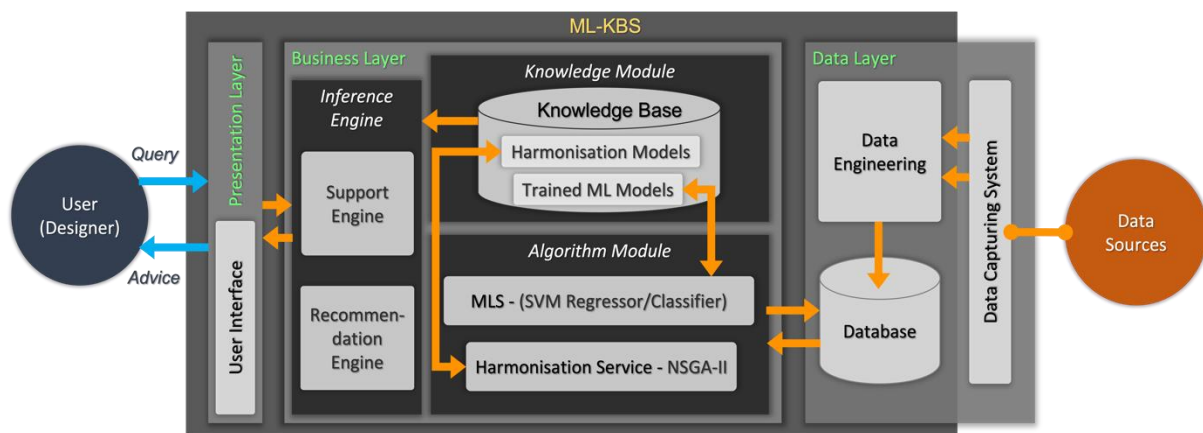 ML-KBS
Query
User
(Designer)
Advice
Presentation Layer
User Interface
Business Layer
Inference
Engine
Support
Engine
Recommen-
dation
Engine
Knowledge Module
Knowledge Base
Harmonisation Models
Trained ML Models
Algorithm Module
MLS - (SVM Regressor/Classifier)
Harmonisation Service - NSGA-II
Data Layer
Data
Engineering
Database
Data Capturing System
Data
Sources